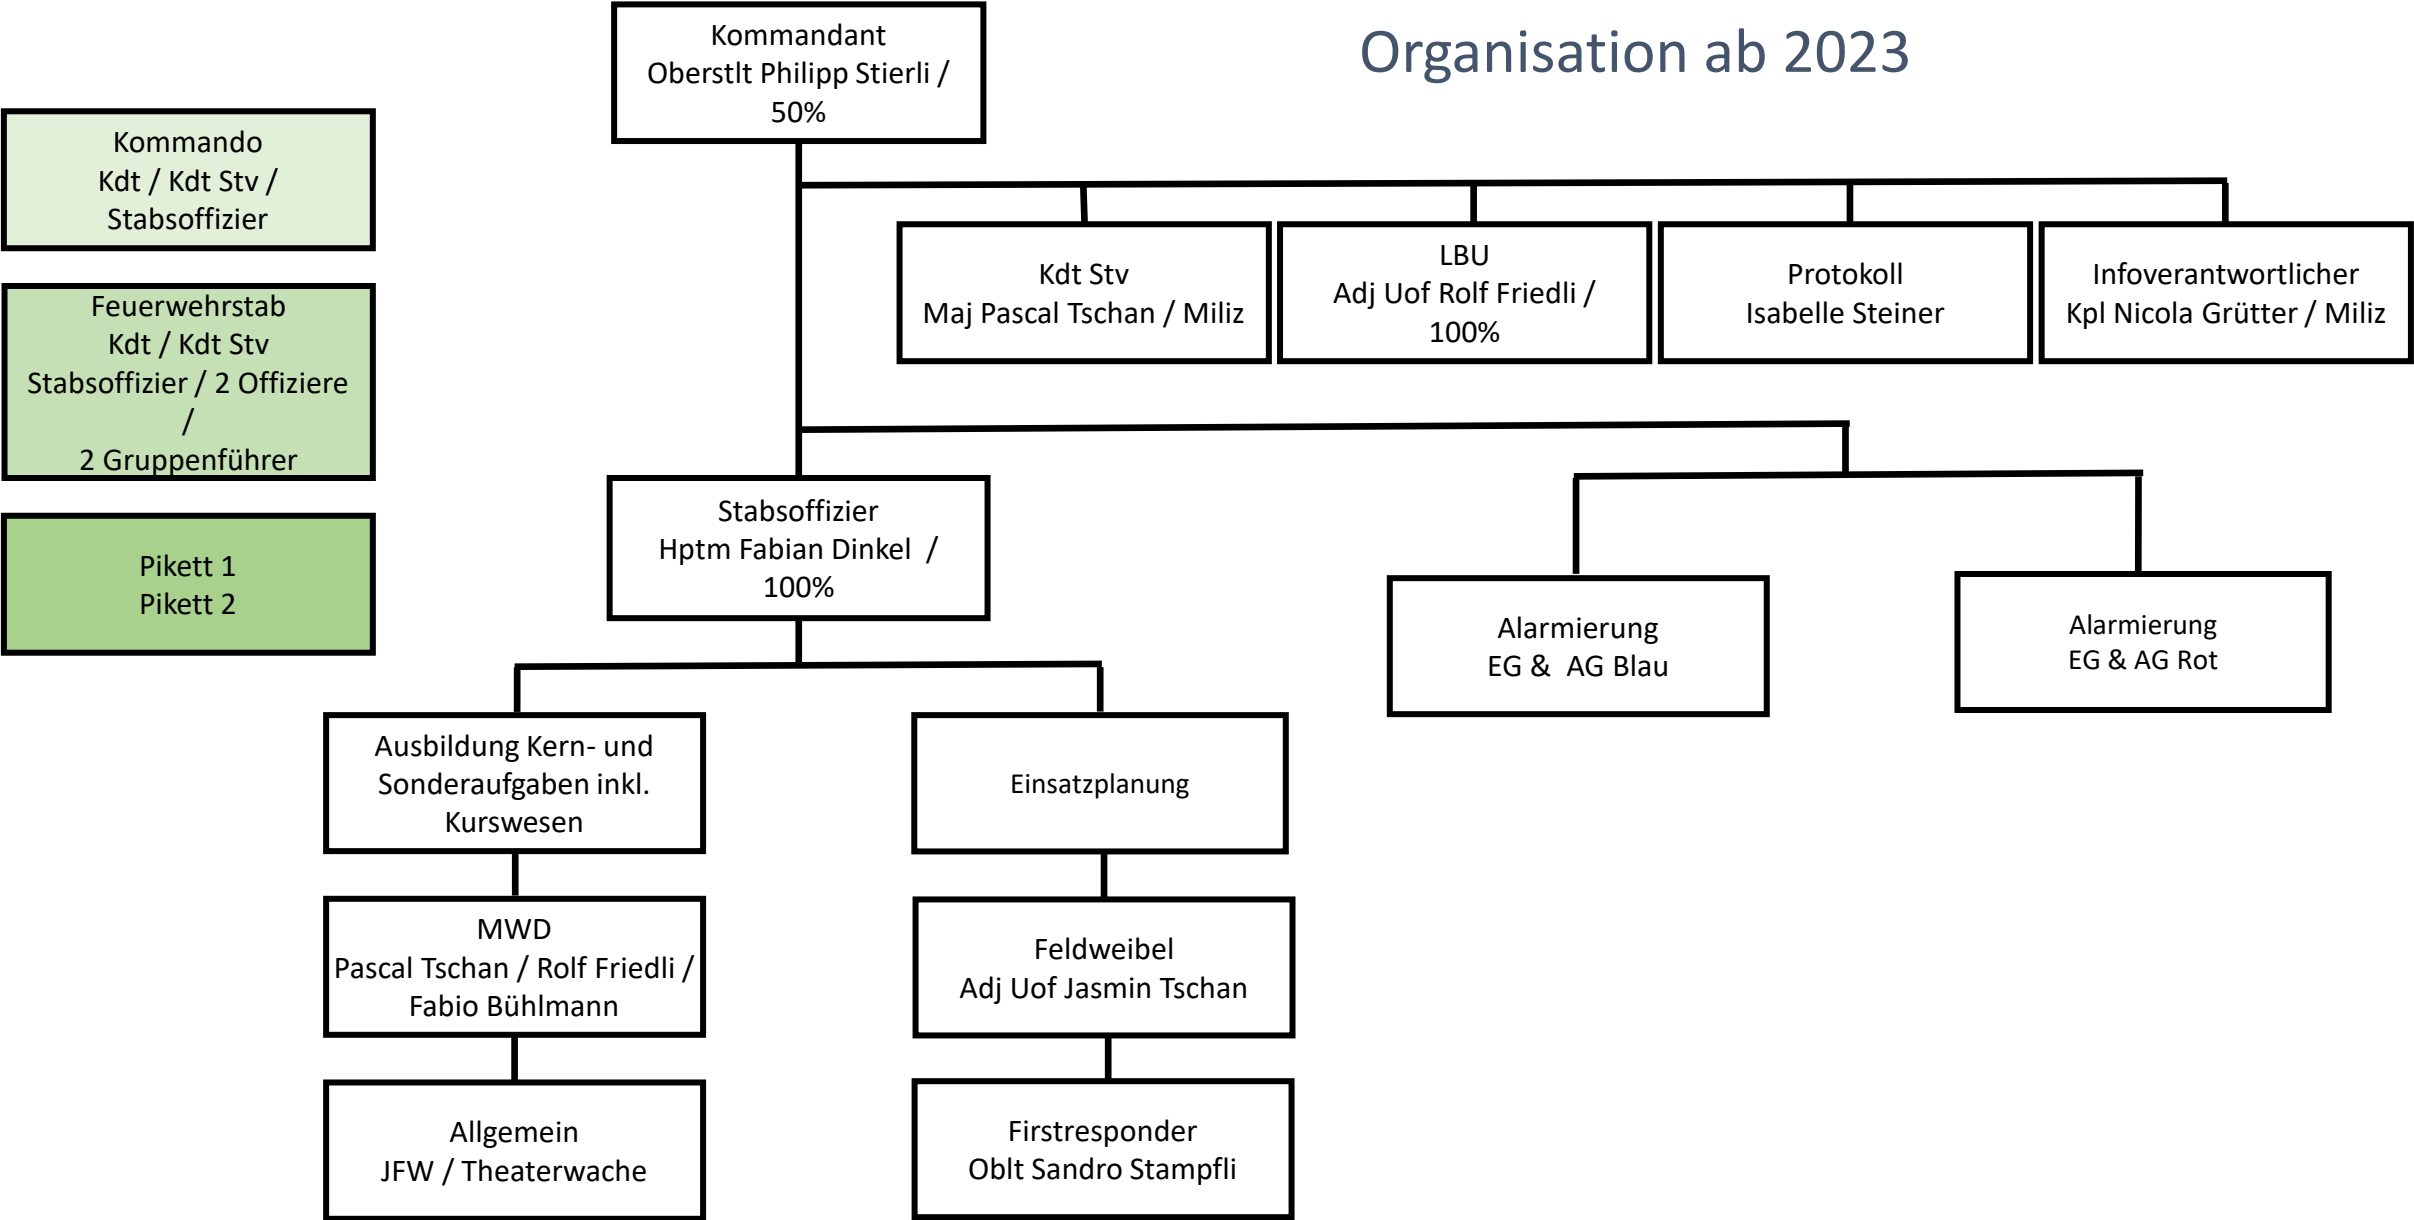 Organisation ab 2023
Kommandant
Oberstlt Philipp Stierli /
50%
Kommando
Kdt / Kdt Stv /
Stabsoffizier
Feuerwehrstab
Kdt / Kdt Stv
Stabsoffizier / 2 Offiziere
/
2 Gruppenführer
Pikett 1
Pikett 2
Kdt Stv
Maj Pascal Tschan / Miliz
LBU
Adj Uof Rolf Friedli /
100%
Protokoll
Isabelle Steiner
Infoverantwortlicher
Kpl Nicola Grütter / Miliz
Stabsoffizier
Hptm Fabian Dinkel /
100%
Alarmierung
EG & AG Blau
Alarmierung
EG & AG Rot
Ausbildung Kern- und
Sonderaufgaben inkl.
Kurswesen
Einsatzplanung
MWD
Pascal Tschan / Rolf Friedli /
Fabio Bühlmann
Feldweibel
Adj Uof Jasmin Tschan
Allgemein
JFW / Theaterwache
Firstresponder
Oblt Sandro Stampfli